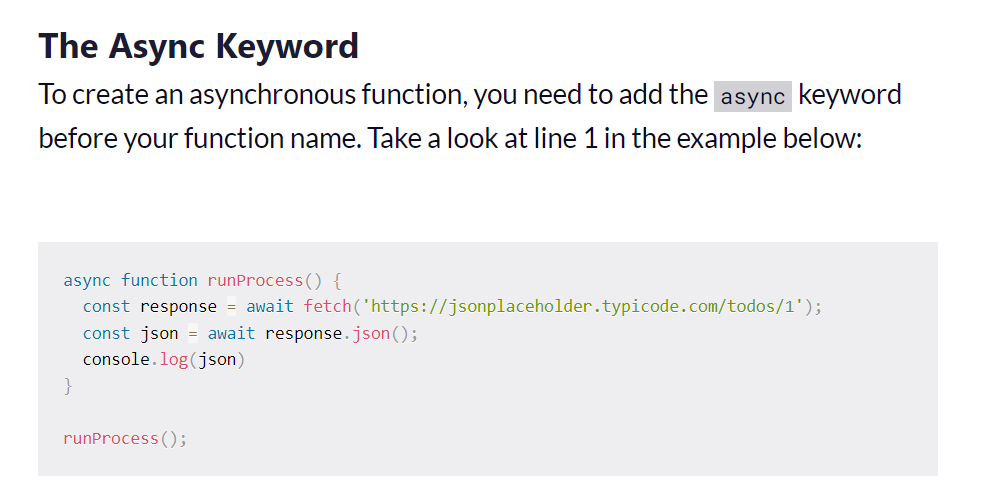 The Async Keyword
To create an asynchronous function, you need to add the async keyword
before your function name. Take a look at line 1 in the example below:
async function runProcess() {
  const response = await fetch('https://jsonplaceholder.typicode.com/todos/1');
  const json = await response.json();
  console.log(json)
}
runProcess();